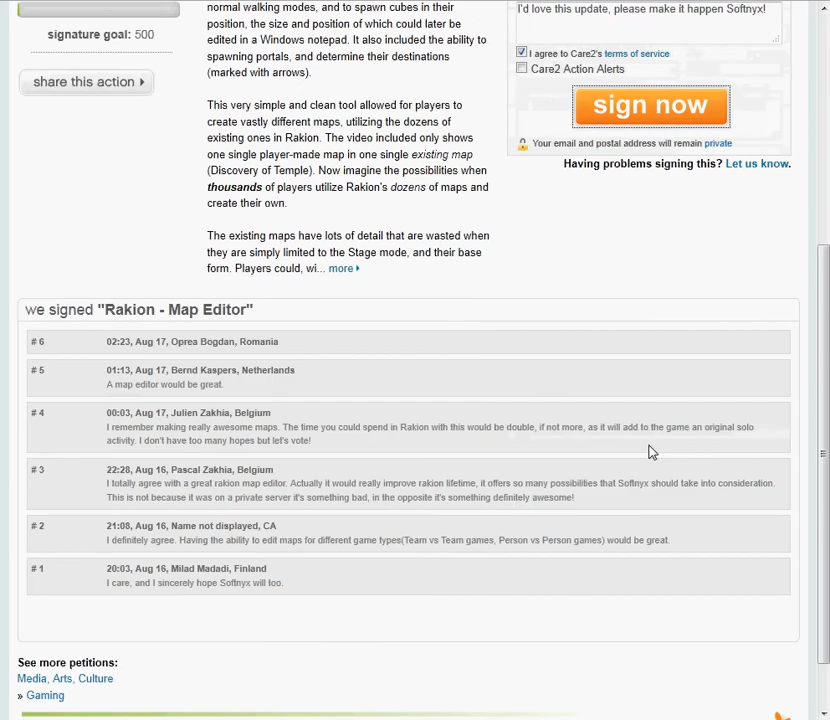 signature goal: 500
share this action
normal walking modes, and to spawn cubes in their
position, the size and position of which could later be
edited in a Windows notepad. It also included the ability to
spawning portals, and determine their destinations
(marked with arrows).
This very simple and clean tool allowed for players to
create vastly different maps, utilizing the dozens of
existing ones in Rakion. The video included only shows
one single player-made map in one single existing map
(Discovery of Temple). Now imagine the possibilities when
thousands of players utilize Rakion's dozens of maps and
create their own.
The existing maps have lots of detail that are wasted when
they are simply limited to the Stage mode, and their base
form. Players could, wi... more
I'd love this update, please make it happen Softnyx!
I agree to Care2's terms of service
Care2 Action Alerts
sign now
Your email and postal address will remain private
Having problems signing this? Let us know.
we signed "Rakion - Map Editor"
# 6 02:23, Aug 17, Oprea Bogdan, Romania
# 5 01:13, Aug 17, Bernd Kaspers, Netherlands
A map editor would be great.
# 4 00:03, Aug 17, Julien Zakhia, Belgium
I remember making really awesome maps. The time you could spend in Rakion with this would be double, if not more, as it will add to the game an original solo
activity. I don't have too many hopes but let's vote!
# 3 22:28, Aug 16, Pascal Zakhia, Belgium
I totally agree with a great rakion map editor. Actually it would really improve rakion lifetime, it offers so many possibilities that Softnyx should take into consideration.
This is not because it was on a private server it's something bad, in the opposite it's something definitely awesome!
# 2 21:08, Aug 16, Name not displayed, CA
I definitely agree. Having the ability to edit maps for different game types(Team vs Team games, Person vs Person games) would be great.
# 1 20:03, Aug 16, Milad Madadi, Finland
I care, and I sincerely hope Softnyx will too.
See more petitions:
Media, Arts, Culture
» Gaming